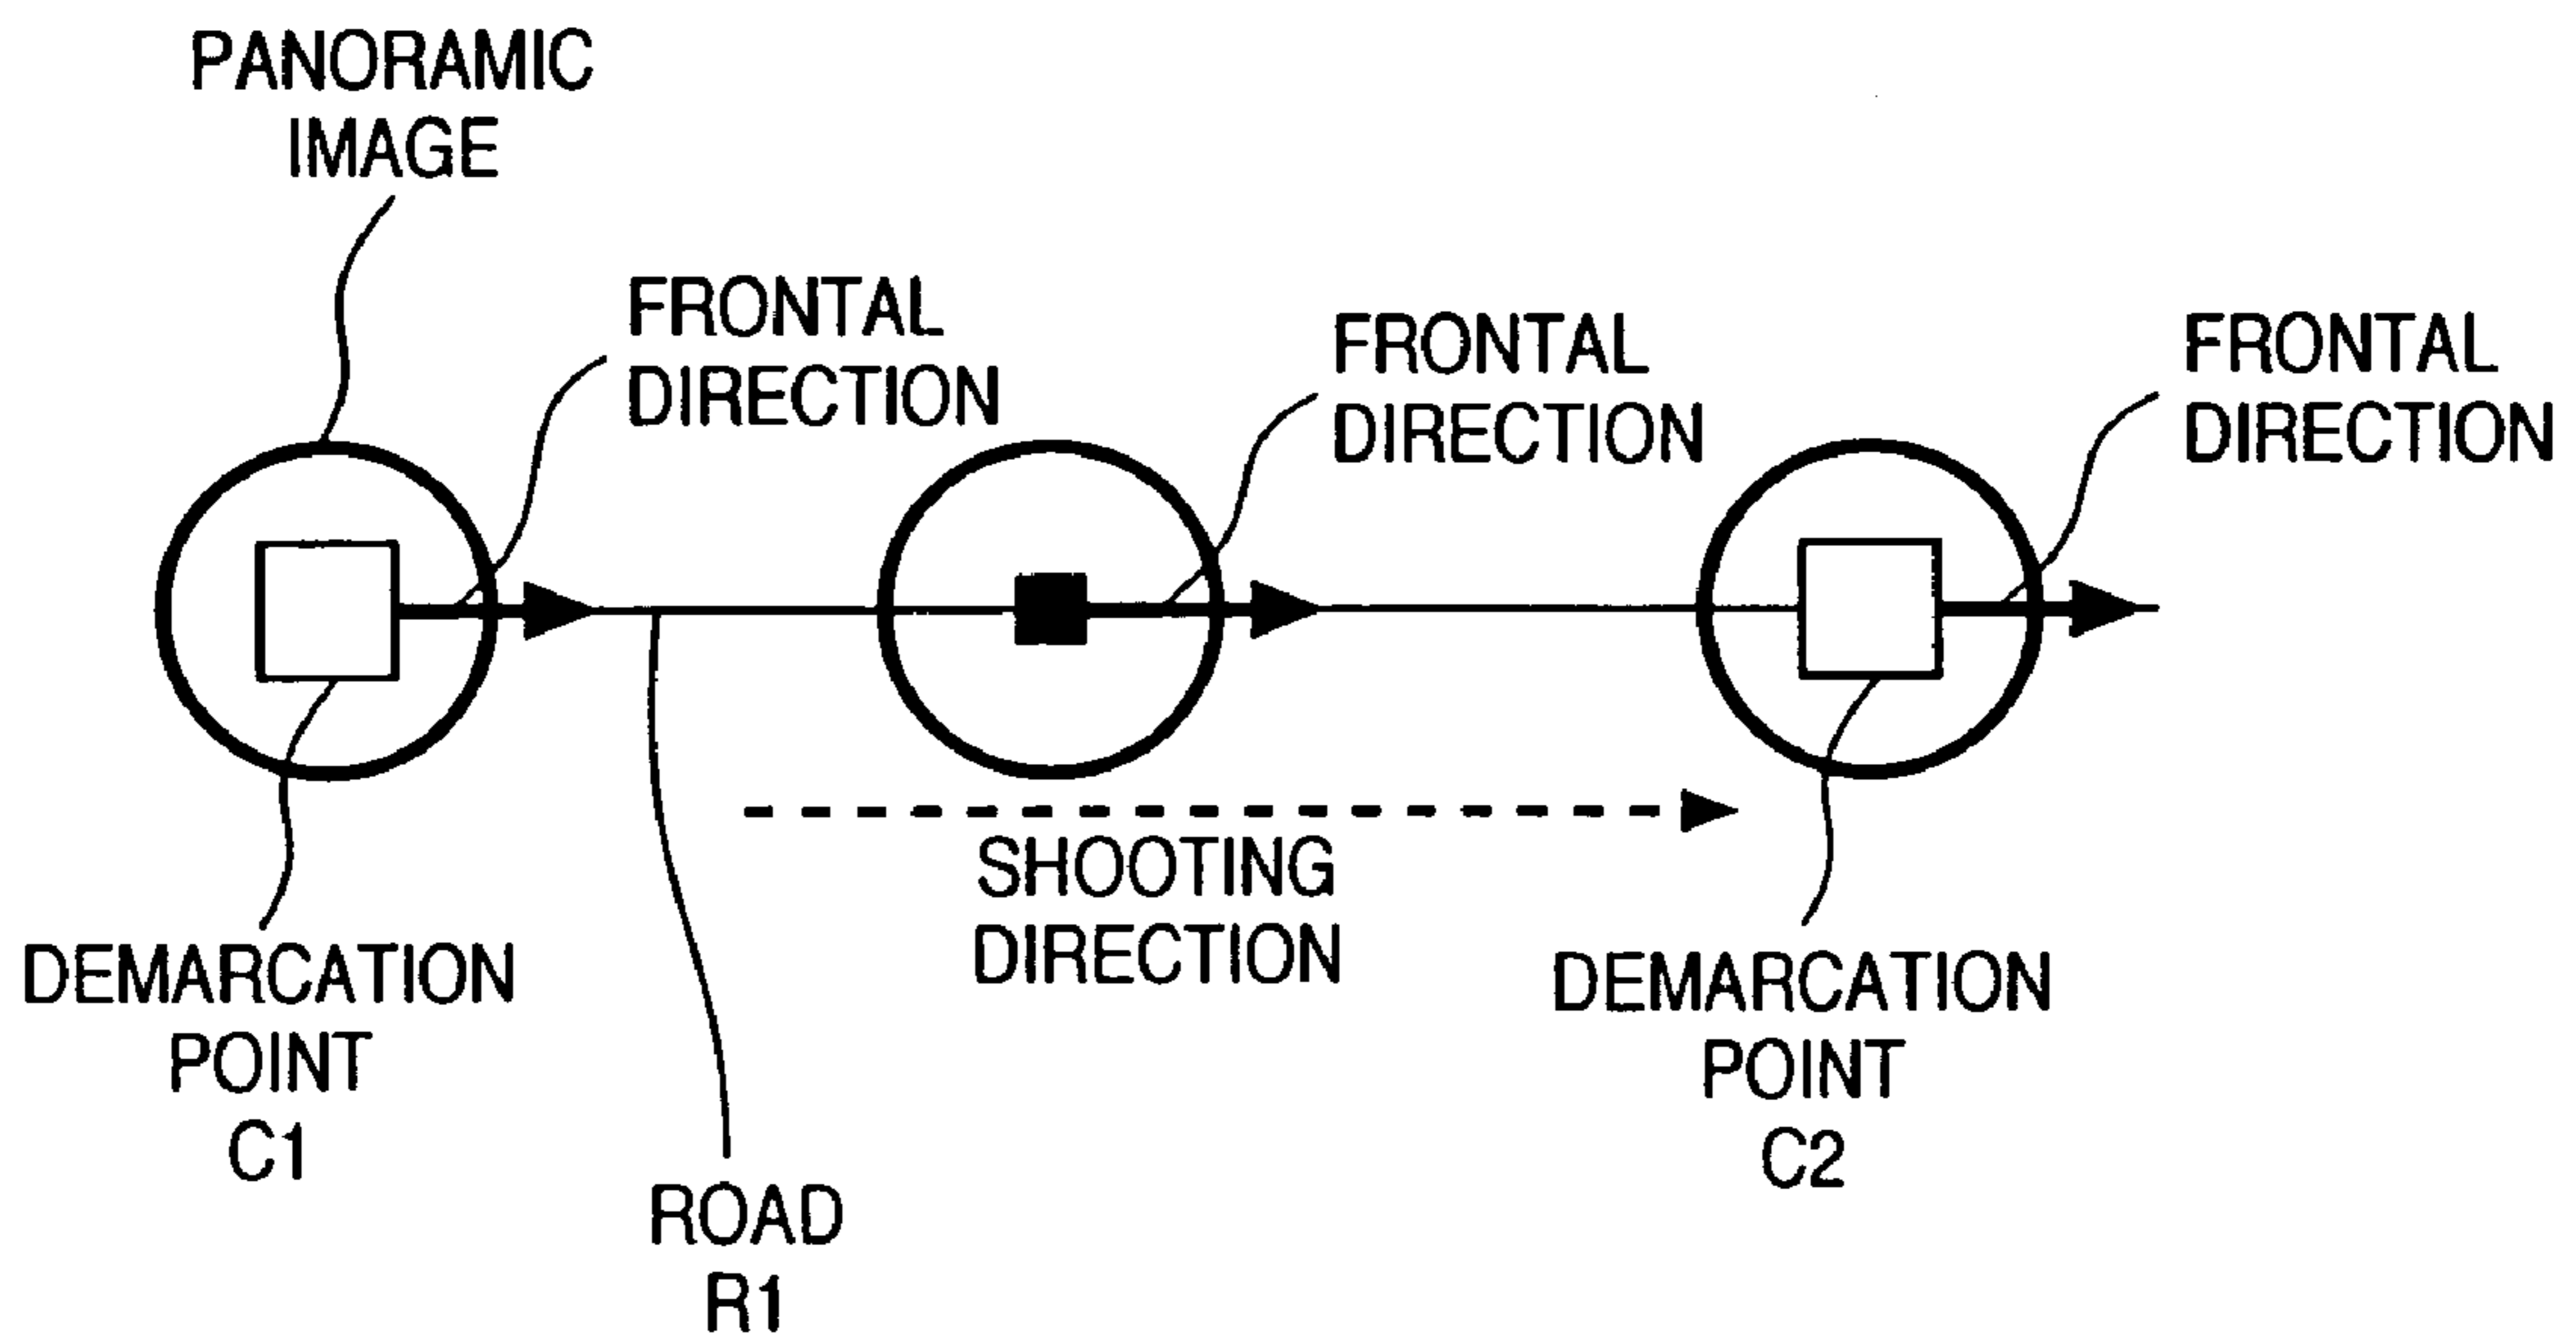 PANORAMIC
IMAGE
FRONTAL
DIRECTION
FRONTAL
DIRECTION
FRONTAL
DIRECTION
SHOOTING
DIRECTION
DEMARCATION
POINT
C1
DEMARCATION
POINT
C2
ROAD
R1